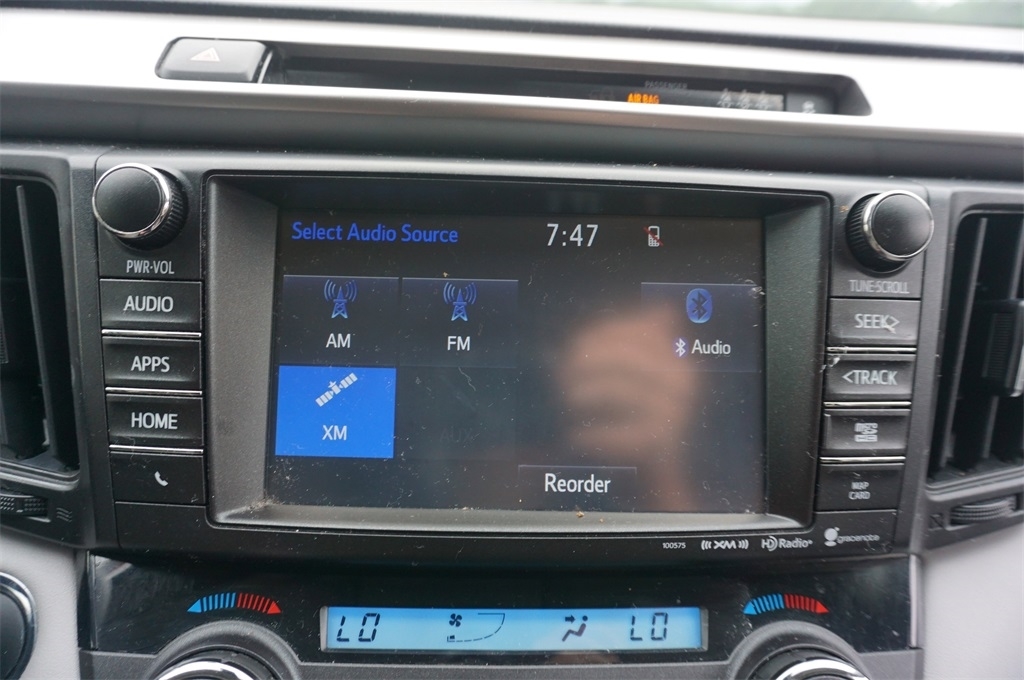 PASSENGER
AIR BAG
Select Audio Source 7:47
PWR·VOL
TUNE·SCROLL
AUDIO
SEEK>
AM FM Audio
APPS
<TRACK
XM
HOME
MAP
CARD
Reorder
100575 ((XM)) HD Radio gracenote
LO LO